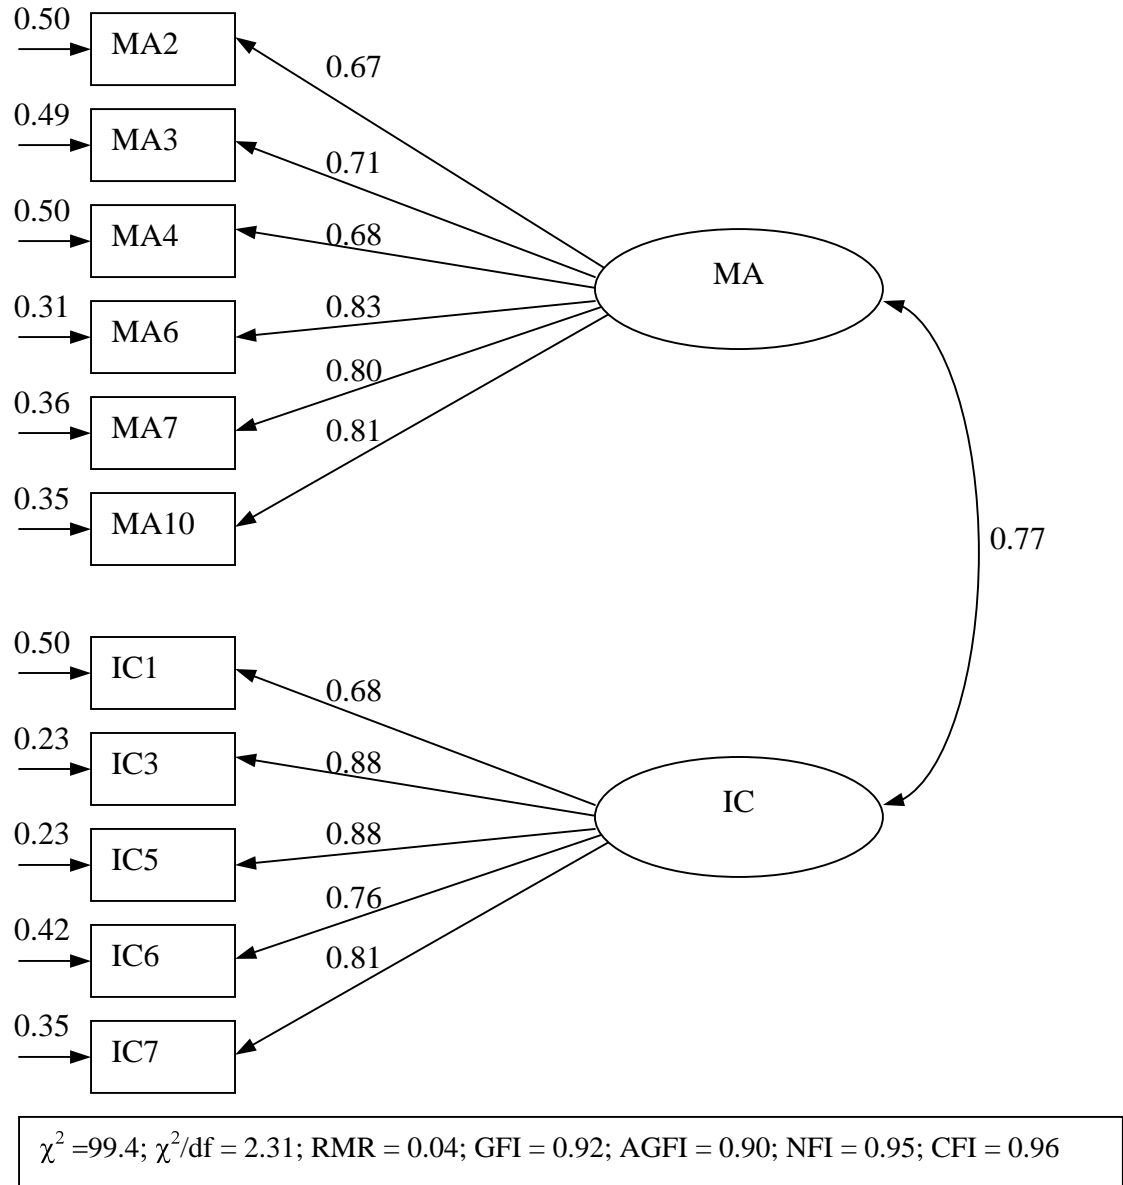 0.50
MA2
0.67
0.49
MA3
0.71
0.50
MA4
0.68
MA
0.31
MA6
0.83
0.36
MA7
0.80
0.35
MA10
0.81
0.77
0.50
IC1
0.68
0.23
IC3
0.88
IC
0.23
IC5
0.88
0.42
IC6
0.76
0.35
IC7
0.81
χ² =99.4; χ²/df = 2.31; RMR = 0.04; GFI = 0.92; AGFI = 0.90; NFI = 0.95; CFI = 0.96